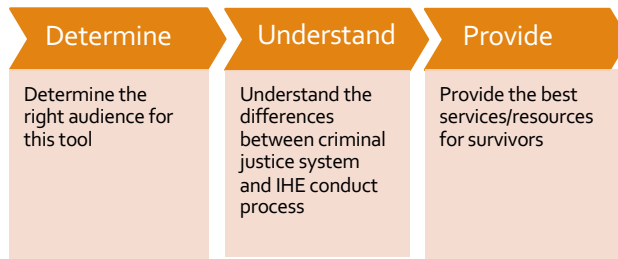 Determine
Determine the
right audience for
this tool
Understand
Understand the
differences
between criminal
justice system
and IHE conduct
process
Provide
Provide the best
services/resources
for survivors